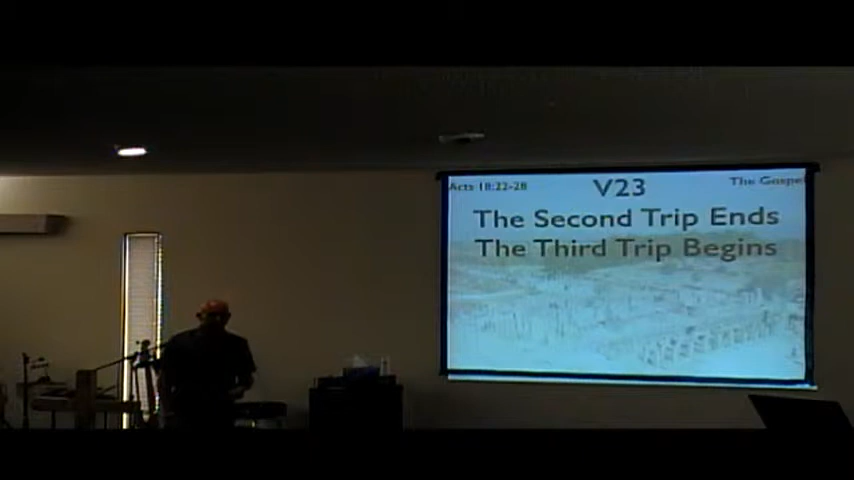 Acts 18:22-28
V23
The Gospel
The Second Trip Ends
The Third Trip Begins